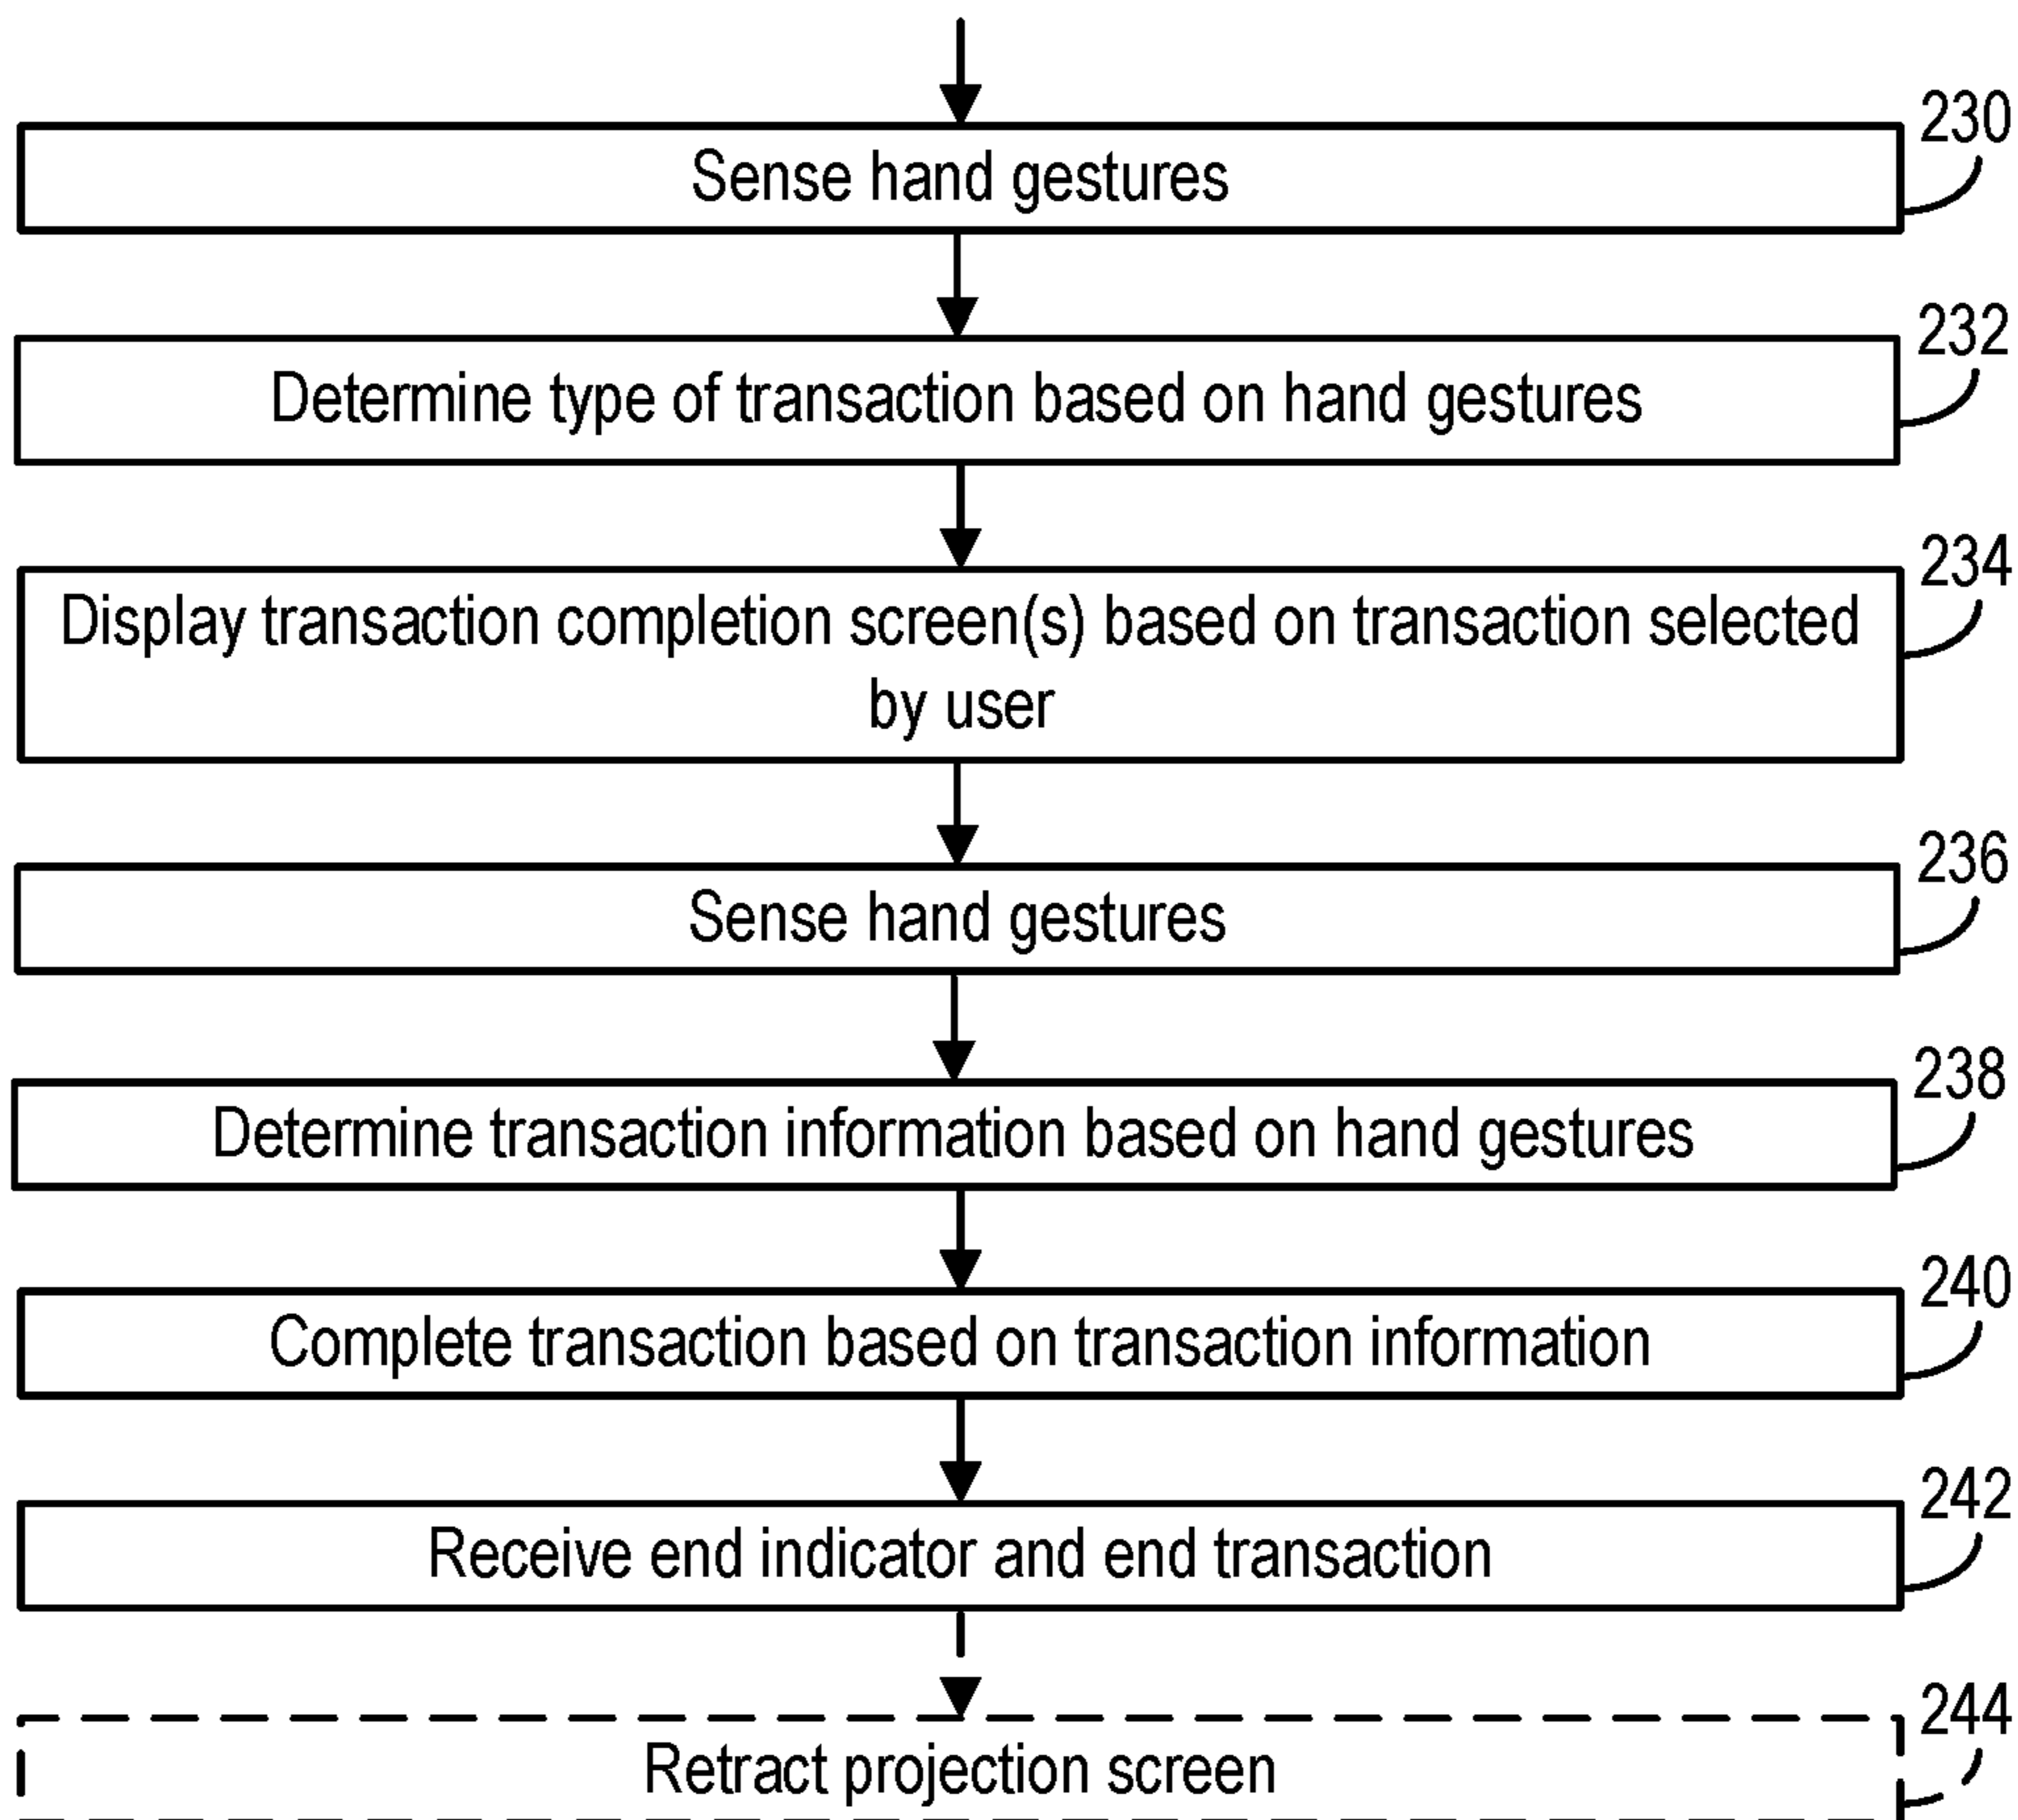 230
Sense hand gestures
232
Determine type of transaction based on hand gestures
234
Display transaction completion screen(s) based on transaction selected
by user
236
Sense hand gestures
238
Determine transaction information based on hand gestures
240
Complete transaction based on transaction information
242
Receive end indicator and end transaction
244
Retract projection screen